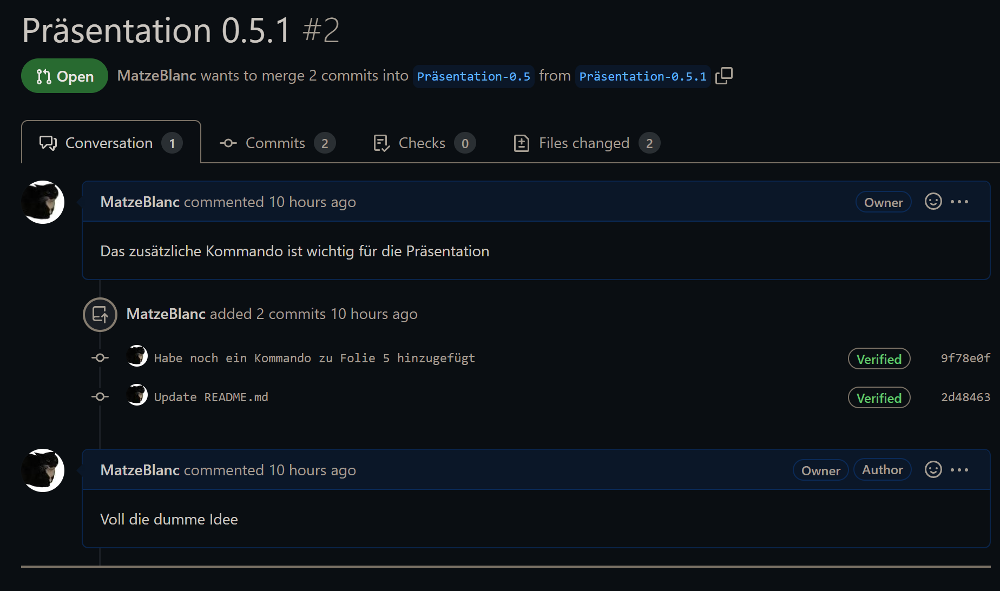 Präsentation 0.5.1 #2
Open MatzeBlanc wants to merge 2 commits into Präsentation-0.5 from Präsentation-0.5.1
Conversation 1 Commits 2 Checks 0 Files changed 2
MatzeBlanc commented 10 hours ago Owner
Das zusätzliche Kommando ist wichtig für die Präsentation
MatzeBlanc added 2 commits 10 hours ago
Habe noch ein Kommando zu Folie 5 hinzugefügt Verified 9f78e0f
Update README.md Verified 2d48463
MatzeBlanc commented 10 hours ago Owner Author
Voll die dumme Idee